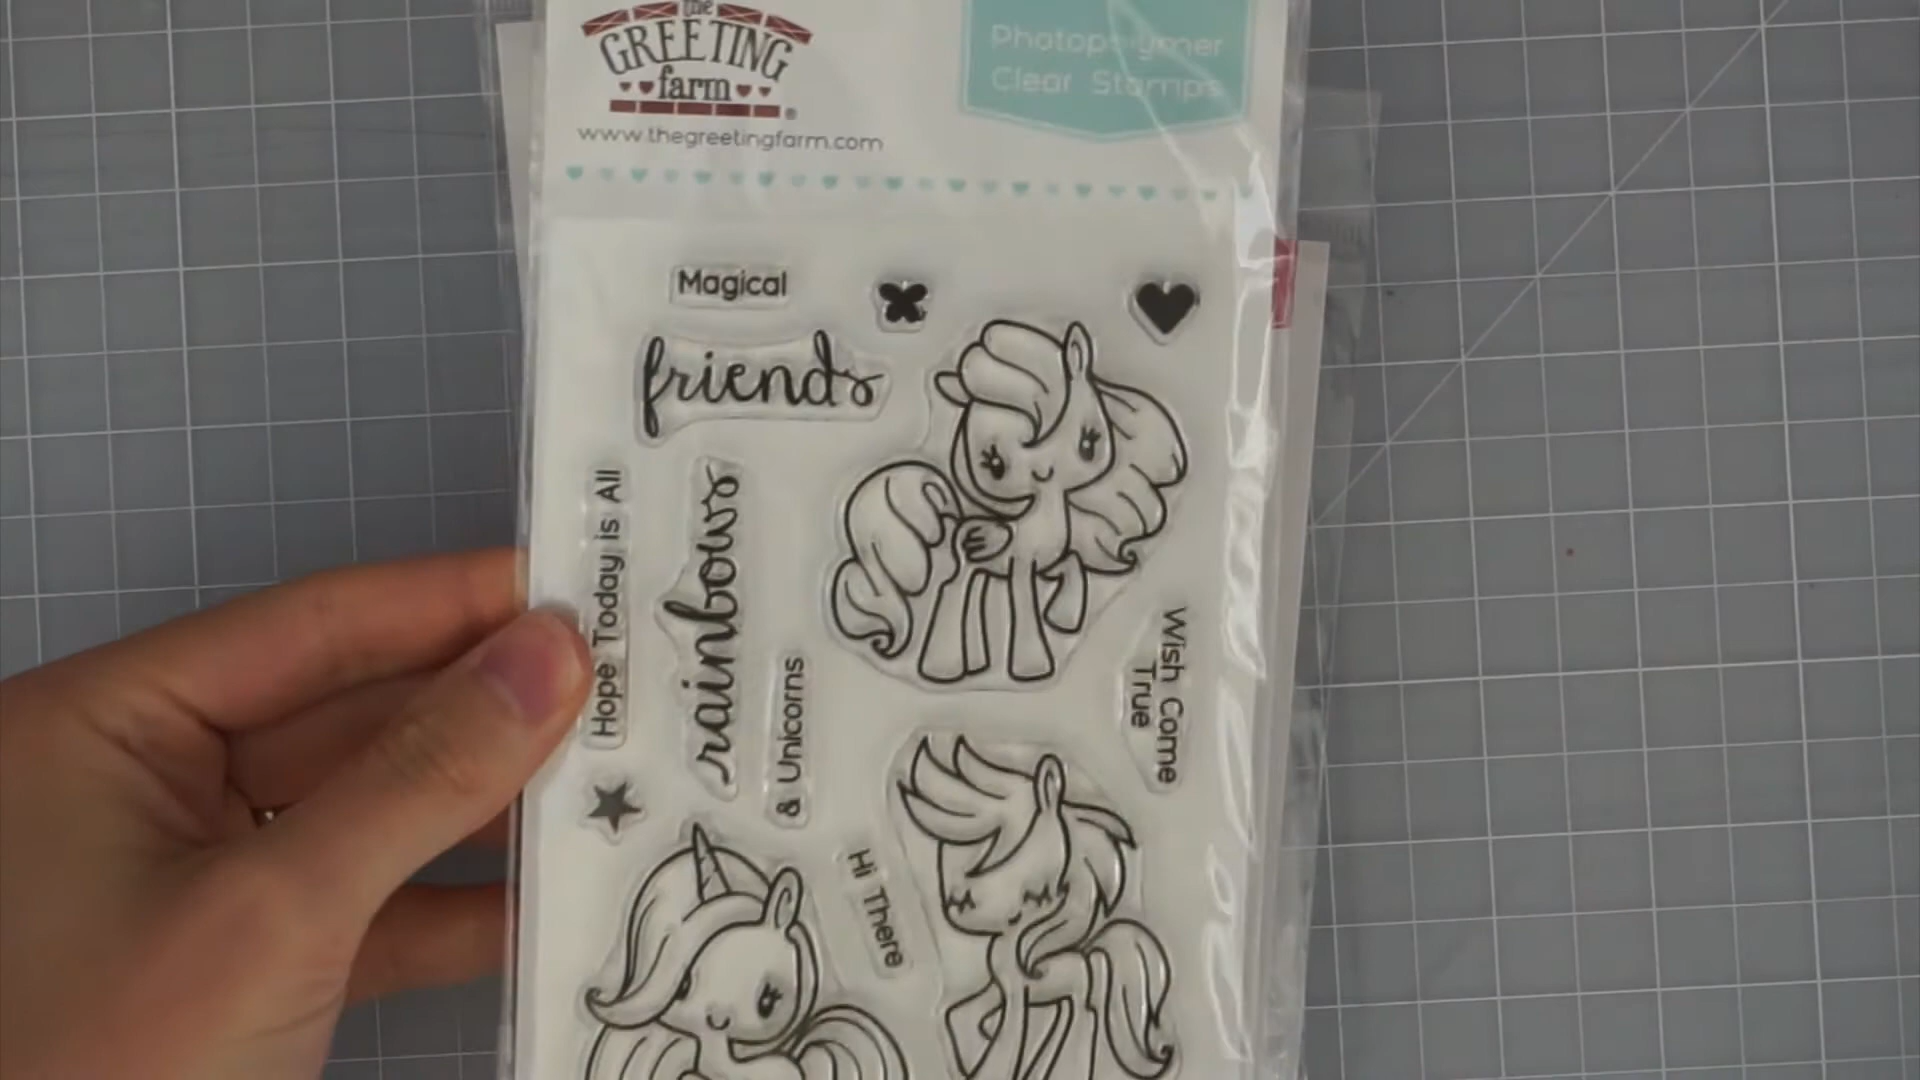 the
GREETING
farm
®
www.thegreetingfarm.com
Photopolymer
Clear Stamps
Magical
friends
Hope Today is All
rainbows
& Unicorns
Wish Come
True
Hi There